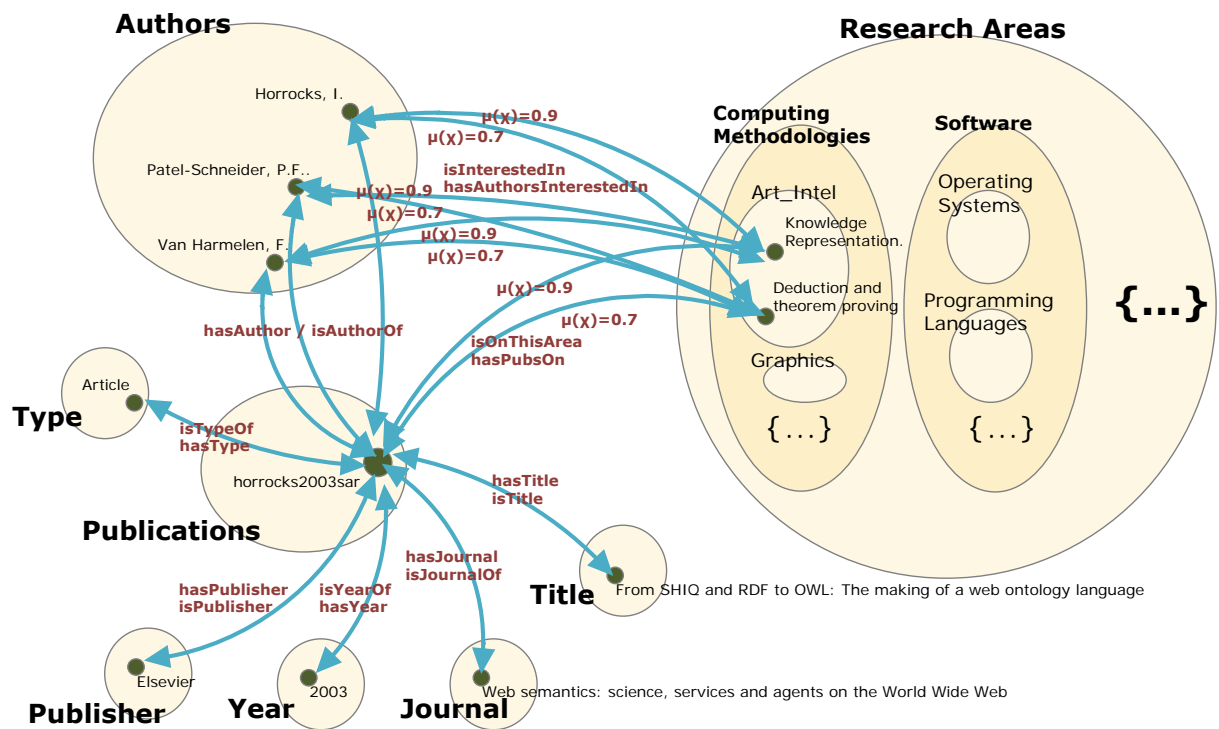 Authors
Research Areas
Horrocks, I.
μ(χ)=0.9
μ(χ)=0.7
Computing
Methodologies
Software
Patel-Schneider, P.F..
isInterestedIn
hasAuthorsInterestedIn
μ(χ)=0.9
μ(χ)=0.7
Art_Intel
Operating
Systems
Van Harmelen, F.
μ(χ)=0.9
μ(χ)=0.7
Knowledge
Representation.
μ(χ)=0.9
Deduction and
theorem proving
Programming
Languages
{…}
hasAuthor / isAuthorOf
μ(χ)=0.7
isOnThisArea
hasPubsOn
Graphics
Article
Type
isTypeOf
hasType
{...}
{...}
horrocks2003sar
Publications
hasTitle
isTitle
hasJournal
isJournalOf
hasPublisher
isPublisher
isYearOf
hasYear
Title
From SHIQ and RDF to OWL: The making of a web ontology language
Elsevier
Publisher
2003
Year
Web semantics: science, services and agents on the World Wide Web
Journal